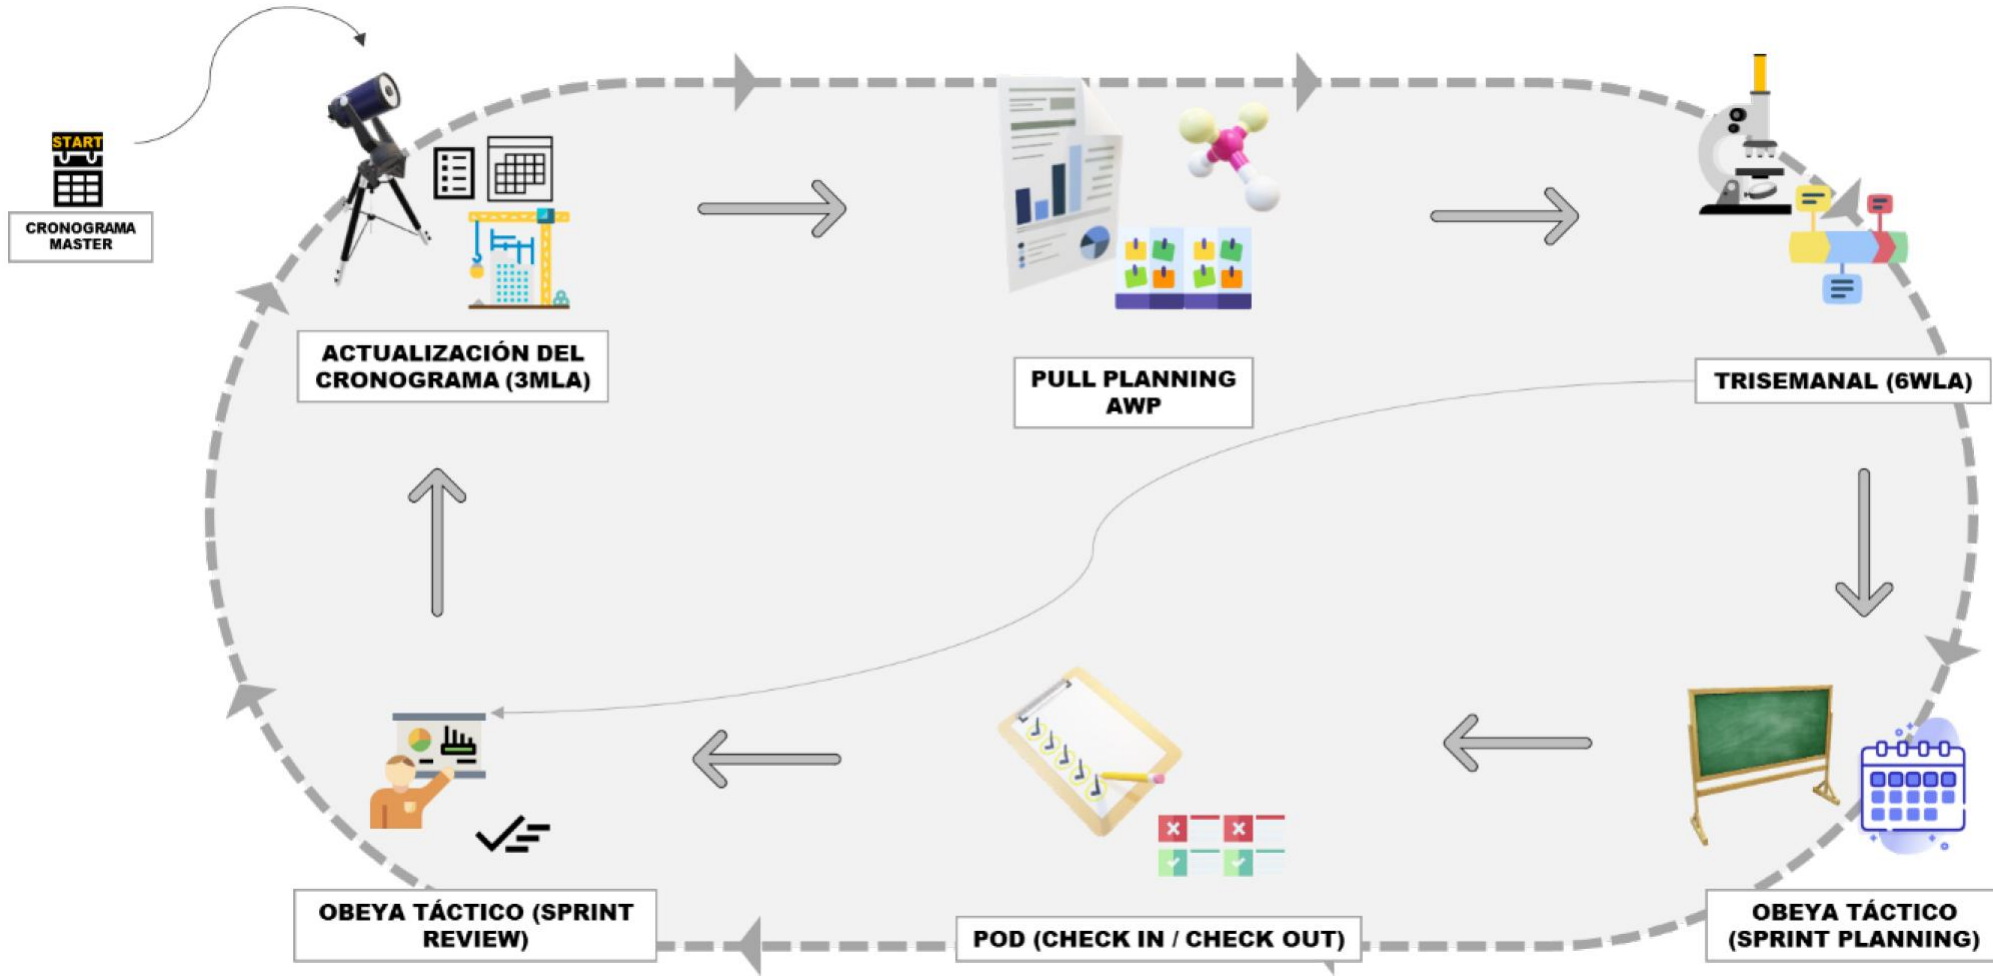 START
CRONOGRAMA
MASTER
ACTUALIZACIÓN DEL
CRONOGRAMA (3MLA)
PULL PLANNING
AWP
TRISEMANAL (6WLA)
OBEYA TÁCTICO (SPRINT
REVIEW)
POD (CHECK IN / CHECK OUT)
OBEYA TÁCTICO
(SPRINT PLANNING)